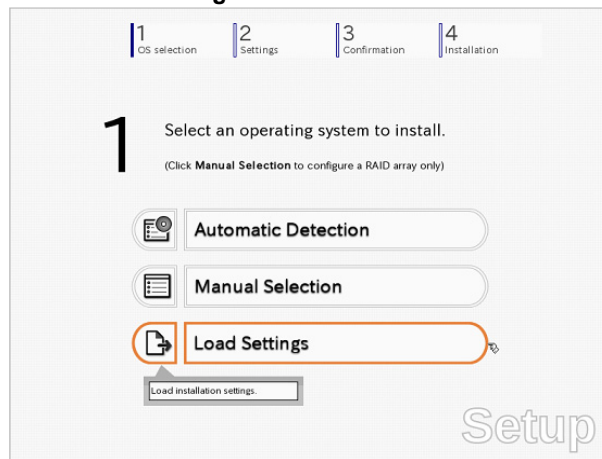 1
OS selection
2
Settings
3
Confirmation
4
Installation
1
Select an operating system to install.
(Click Manual Selection to configure a RAID array only)
Automatic Detection
Manual Selection
Load Settings
Load installation settings.
Setup